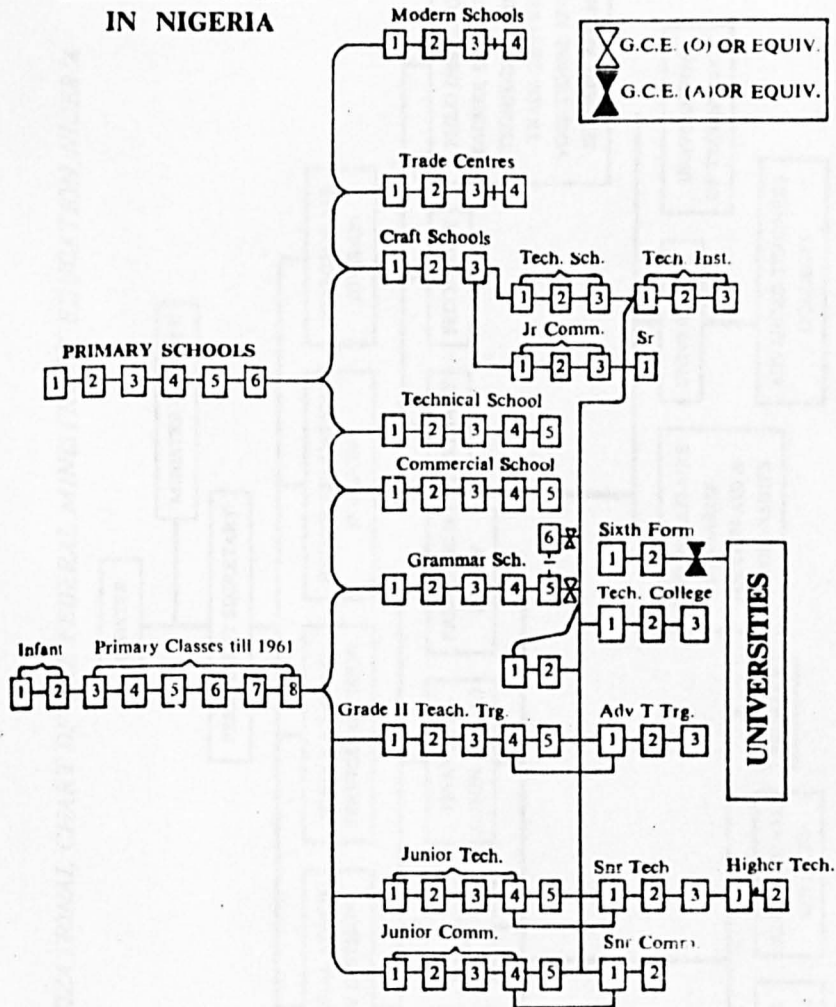 IN NIGERIA
Modern Schools
1 2 3 4
G.C.E. (O) OR EQUIV.
G.C.E. (A) OR EQUIV.
Trade Centres
1 2 3 4
Craft Schools
1 2 3
Tech. Sch.
1 2 3
Tech. Inst.
1 2 3
Jr Comm.
1 2 3
Sr
1
PRIMARY SCHOOLS
1 2 3 4 5 6
Technical School
1 2 3 4 5
Commercial School
1 2 3 4 5
6
Sixth Form
1 2
Grammar Sch.
1 2 3 4 5
Tech. College
1 2 3
UNIVERSITIES
1 2
Infant
1 2
Primary Classes till 1961
3 4 5 6 7 8
Grade II Teach. Trg.
1 2 3 4 5
Adv T Trg.
1 2 3
Junior Tech.
1 2 3 4 5
Snr Tech
1 2 3
Higher Tech.
1 2
Junior Comm.
1 2 3 4 5
Snr Comm.
1 2